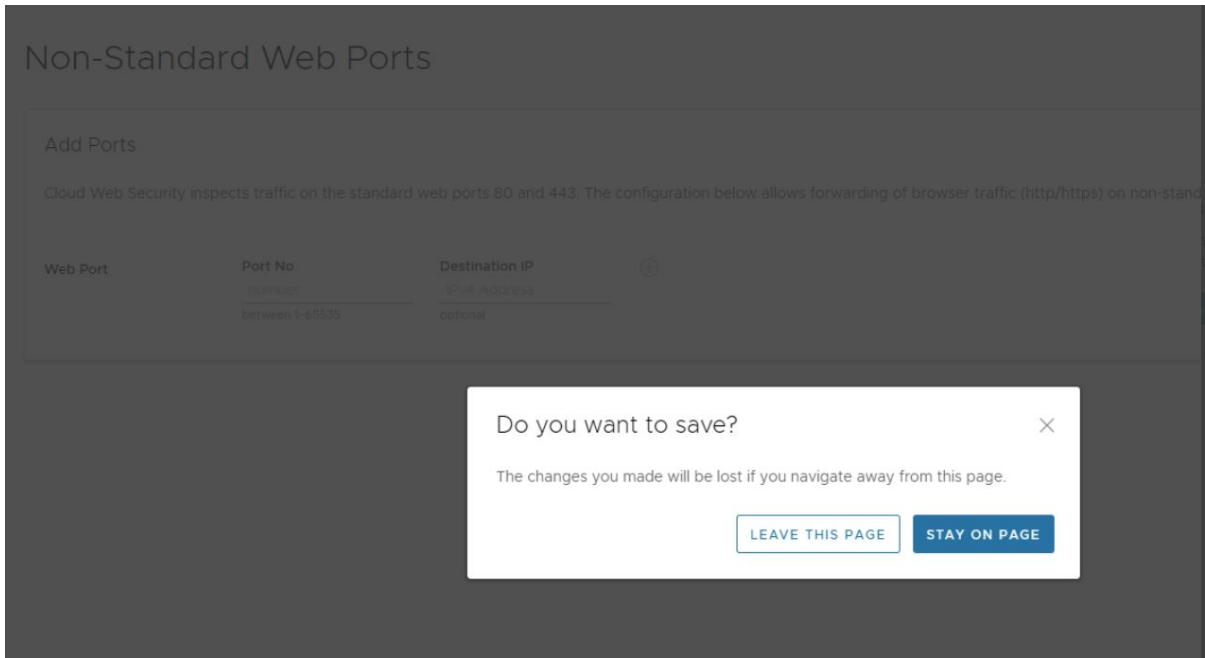 Non-Standard Web Ports
Add Ports
Cloud Web Security inspects traffic on the standard web ports 80 and 443. The configuration below allows forwarding of browser traffic (http/https) on non-stand
Web Port
Port No
Destination IP
number
IPv4 Address
between 1-65535
optional
Do you want to save?
The changes you made will be lost if you navigate away from this page.
LEAVE THIS PAGE
STAY ON PAGE